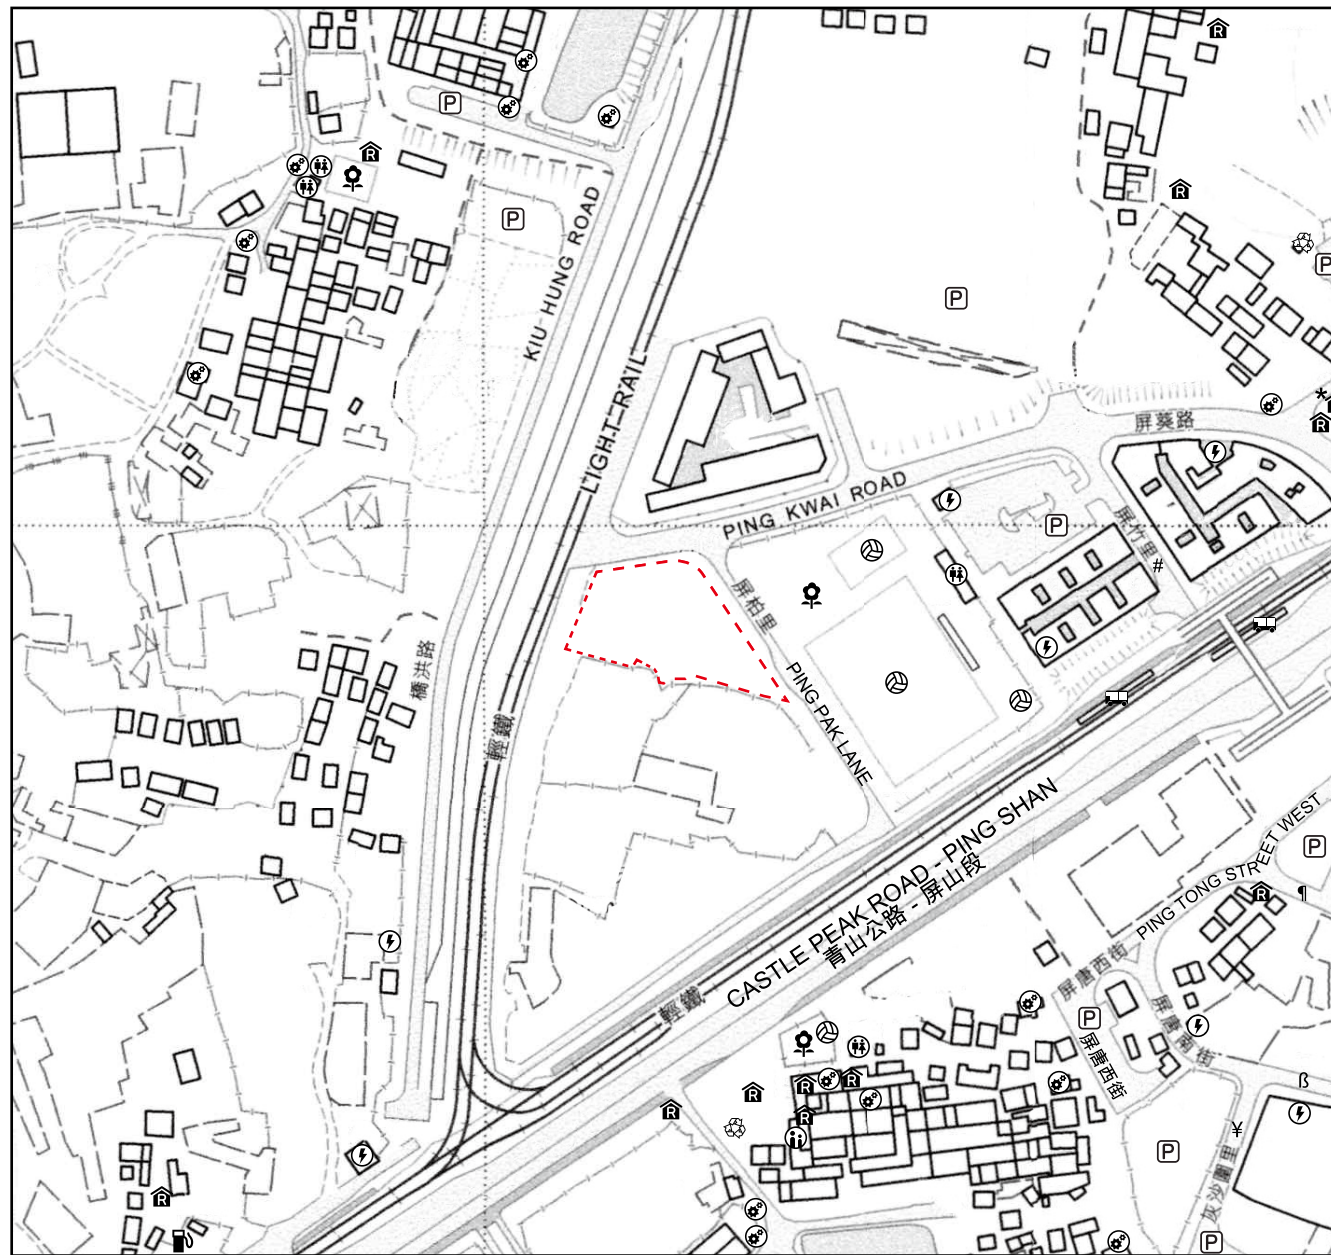 KIU HUNG ROAD
LIGHT RAIL
屏葵路
PING KWAI ROAD
屏竹里
#
屏柏里
PING PAK LANE
橋洪路
輕鐵
CASTLE PEAK ROAD - PING SHAN
青山公路 - 屏山段
輕鐵
PING TONG STREET WEST
屏唐西街
屏唐南街
屏唐西街
灰沙圍里
P
P
P
P
P
P
P
P
P
R
R
R
R
R
R
R
R
R
R
R
*
¶
ß
¥